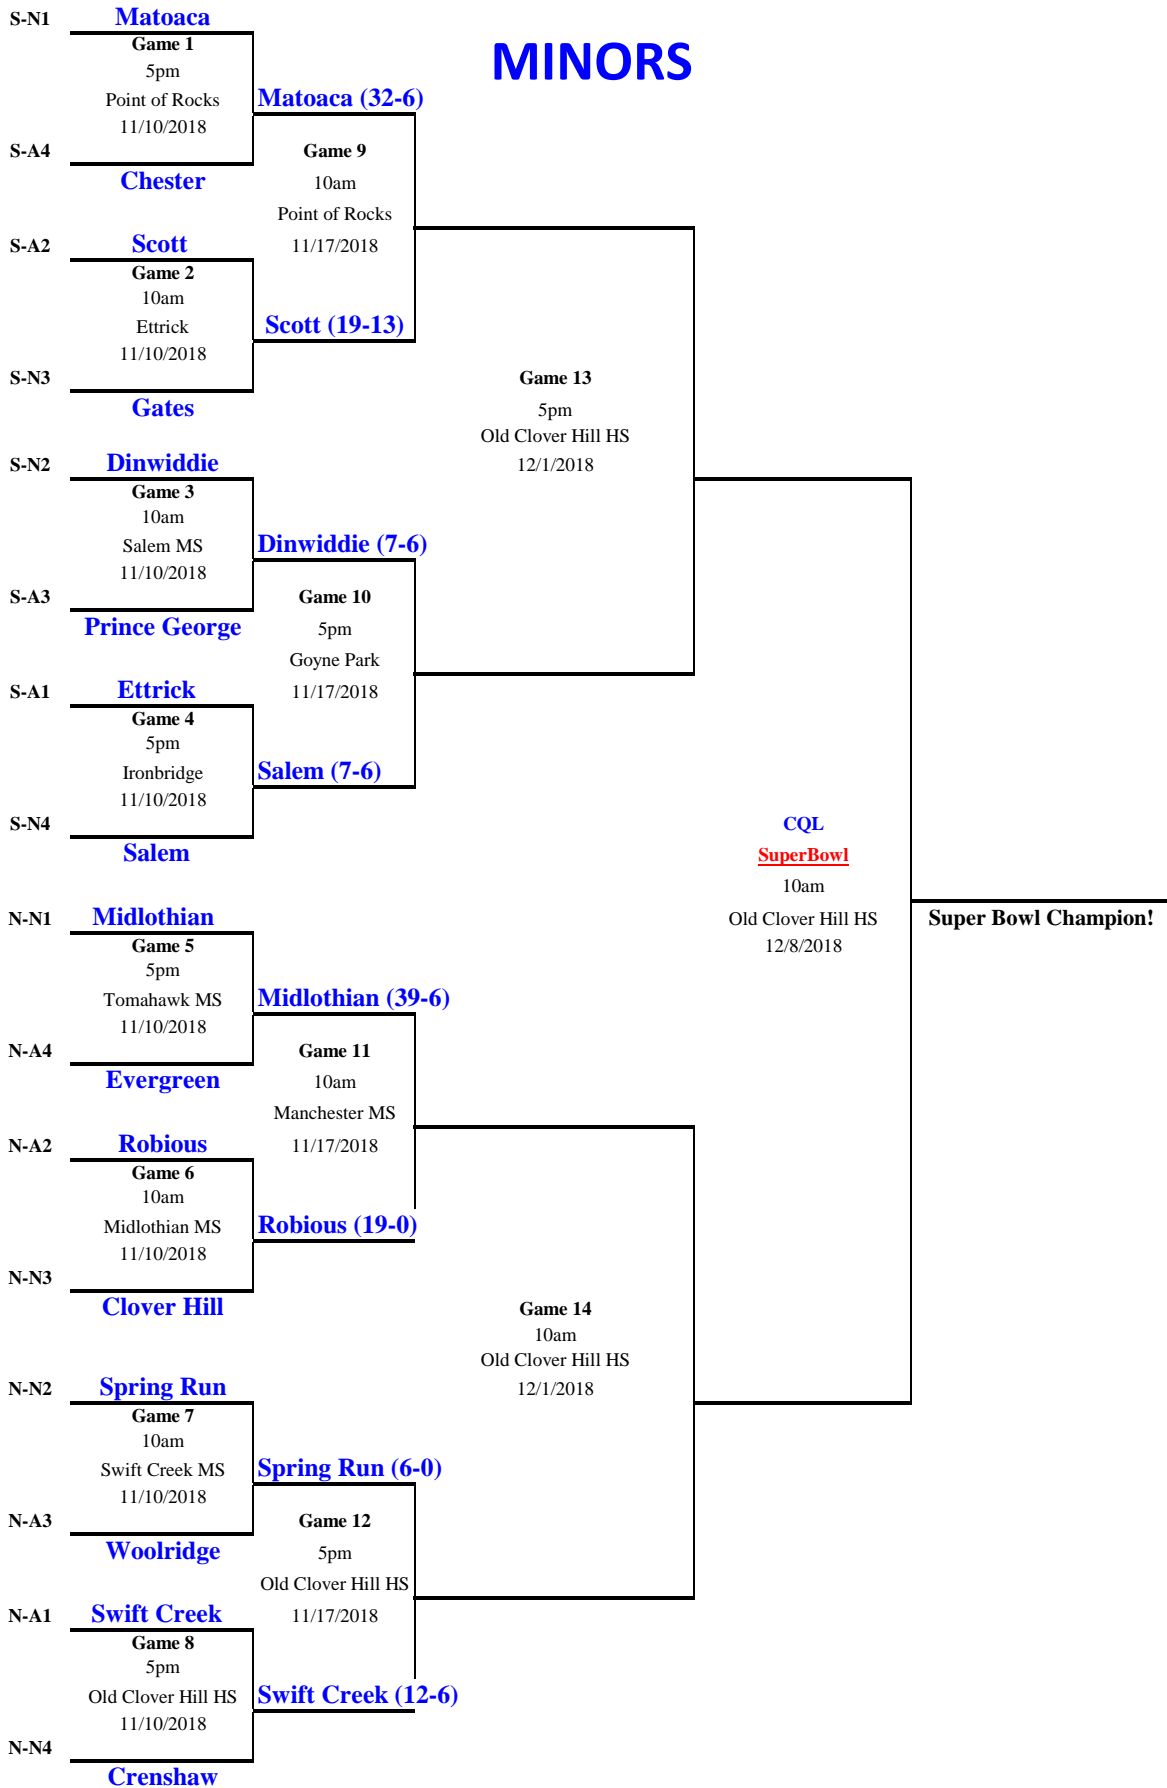 MINORS
S-N1
Matoaca
Game 1
5pm
Point of Rocks
11/10/2018
S-A4
Chester
Matoaca (32-6)
Game 9
10am
Point of Rocks
11/17/2018
S-A2
Scott
Game 2
10am
Ettrick
11/10/2018
S-N3
Gates
Scott (19-13)
Game 13
5pm
Old Clover Hill HS
12/1/2018
S-N2
Dinwiddie
Game 3
10am
Salem MS
11/10/2018
S-A3
Prince George
Dinwiddie (7-6)
Game 10
5pm
Goyne Park
11/17/2018
S-A1
Ettrick
Game 4
5pm
Ironbridge
11/10/2018
S-N4
Salem
Salem (7-6)
CQL
SuperBowl
10am
Old Clover Hill HS
12/8/2018
Super Bowl Champion!
N-N1
Midlothian
Game 5
5pm
Tomahawk MS
11/10/2018
N-A4
Evergreen
Midlothian (39-6)
Game 11
10am
Manchester MS
11/17/2018
N-A2
Robious
Game 6
10am
Midlothian MS
11/10/2018
N-N3
Clover Hill
Robious (19-0)
Game 14
10am
Old Clover Hill HS
12/1/2018
N-N2
Spring Run
Game 7
10am
Swift Creek MS
11/10/2018
N-A3
Woolridge
Spring Run (6-0)
Game 12
5pm
Old Clover Hill HS
11/17/2018
N-A1
Swift Creek
Game 8
5pm
Old Clover Hill HS
11/10/2018
N-N4
Crenshaw
Swift Creek (12-6)